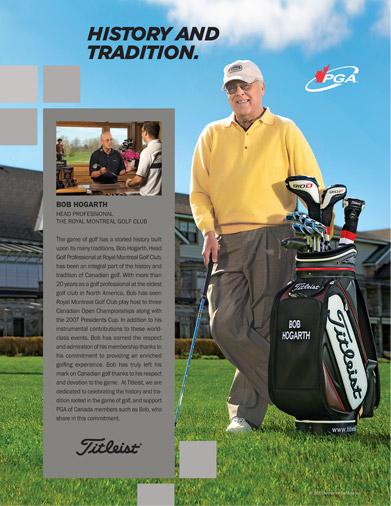 HISTORY AND
TRADITION.
PGA
BOB HOGARTH
HEAD PROFESSIONAL,
THE ROYAL MONTREAL GOLF CLUB
The game of golf has a storied history built
upon its many traditions. Bob Hogarth, Head
Golf Professional at Royal Montreal Golf Club,
has been an integral part of the history and
tradition of Canadian golf. With more than
20 years as a golf professional at the oldest
golf club in North America, Bob has seen
Royal Montreal Golf Club play host to three
Canadian Open Championships along with
the 2007 Presidents Cup. In addition to his
instrumental contributions to these world-
class events, Bob has earned the respect
and admiration of his membership thanks to
his commitment to providing an enriched
golfing experience. Bob has truly left his
mark on Canadian golf thanks to his respect
and devotion to the game. At Titleist, we are
dedicated to celebrating the history and tra-
dition rooted in the game of golf, and support
PGA of Canada members such as Bob, who
share in this commitment.
Titleist
Titleist
910D
Titleist
BOB
HOGARTH
Titleist
www.titleist